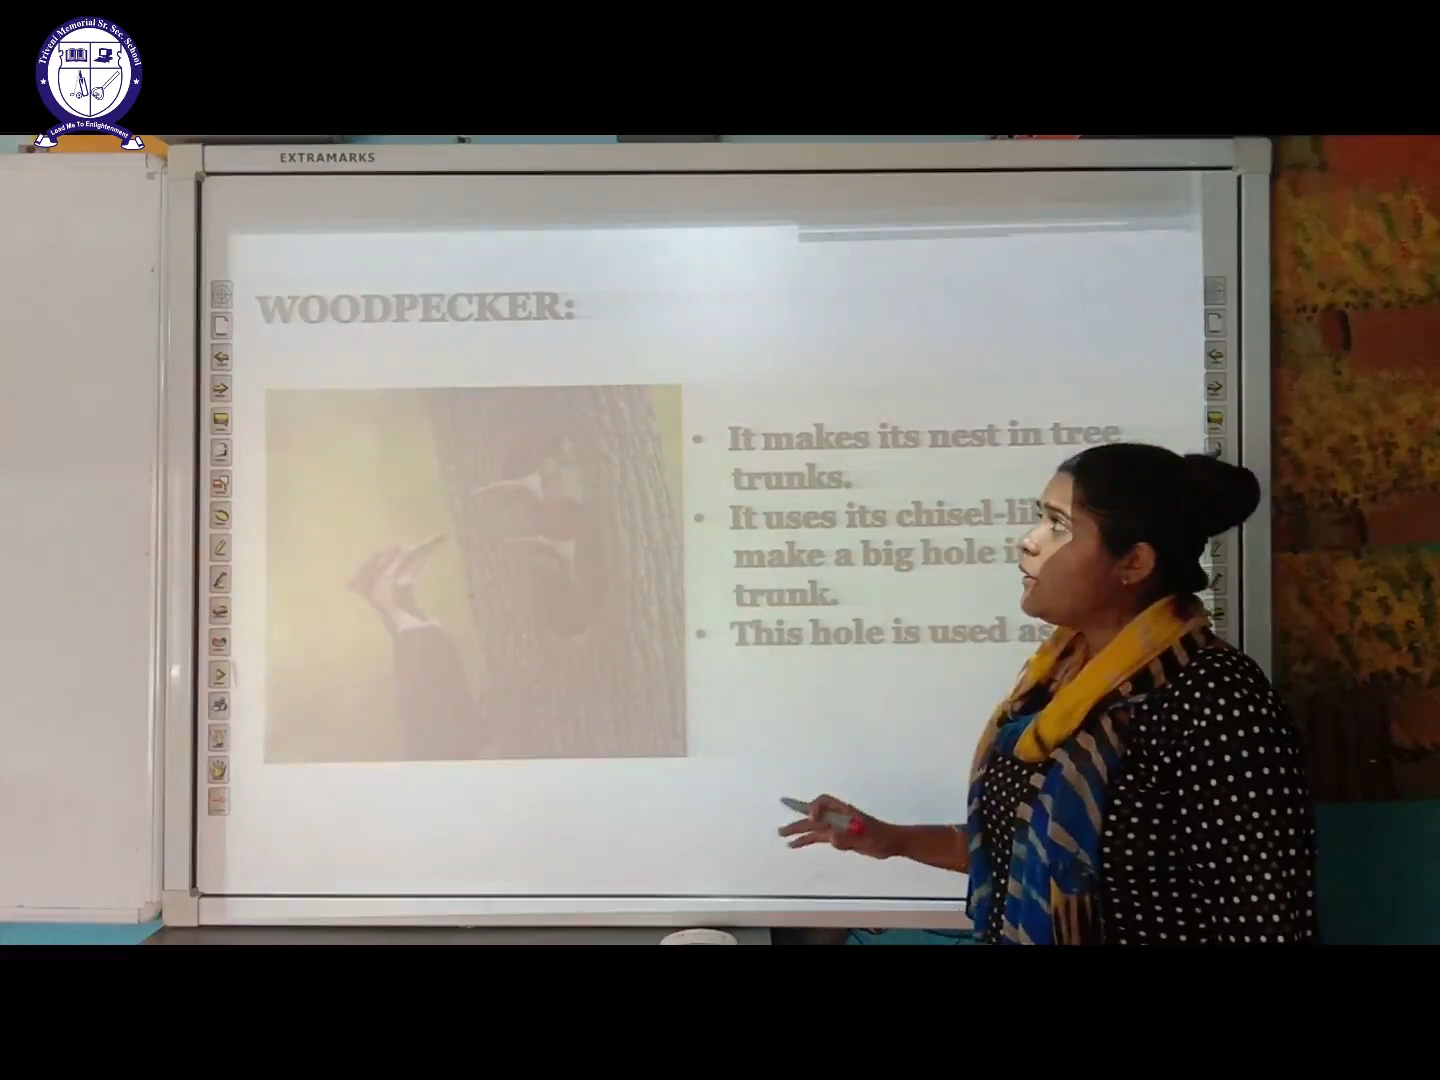 Triveni Memorial Sr. Sec. School
Lead Me To Enlightenment
EXTRAMARKS
WOODPECKER:
• It makes its nest in tree
trunks.
• It uses its chisel-li
make a big hole i
trunk.
• This hole is used as